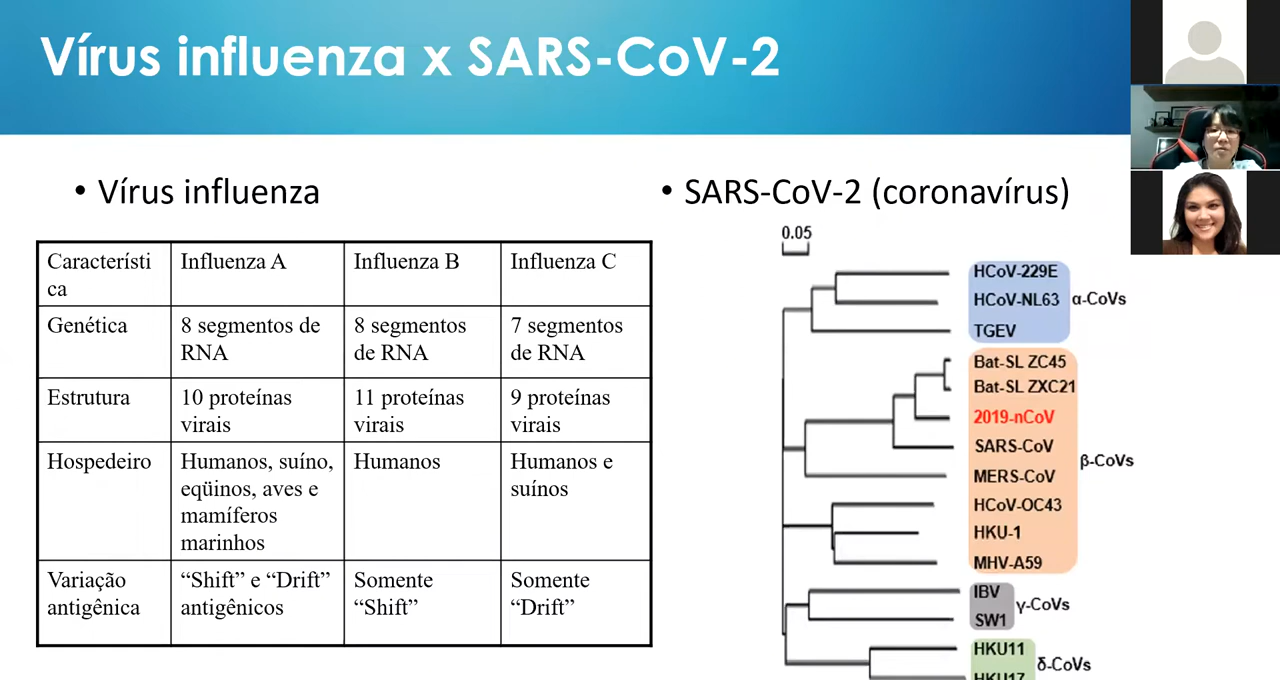 Vírus influenza x SARS-CoV-2
• Vírus influenza
Característi
ca
Influenza A
Influenza B
Influenza C
Genética
8 segmentos de
RNA
8 segmentos
de RNA
7 segmentos
de RNA
Estrutura
10 proteínas
virais
11 proteínas
virais
9 proteínas
virais
Hospedeiro
Humanos, suíno,
eqüinos, aves e
mamíferos
marinhos
Humanos
Humanos e
suínos
Variação
antigênica
“Shift” e “Drift”
antigênicos
Somente
“Shift”
Somente
“Drift”
• SARS-CoV-2 (coronavírus)
0.05
HCoV-229E
HCoV-NL63
TGEV
α-CoVs
Bat-SL ZC45
Bat-SL ZXC21
2019-nCoV
SARS-CoV
MERS-CoV
HCoV-OC43
HKU-1
MHV-A59
β-CoVs
IBV
SW1
γ-CoVs
HKU11
HKU17
δ-CoVs